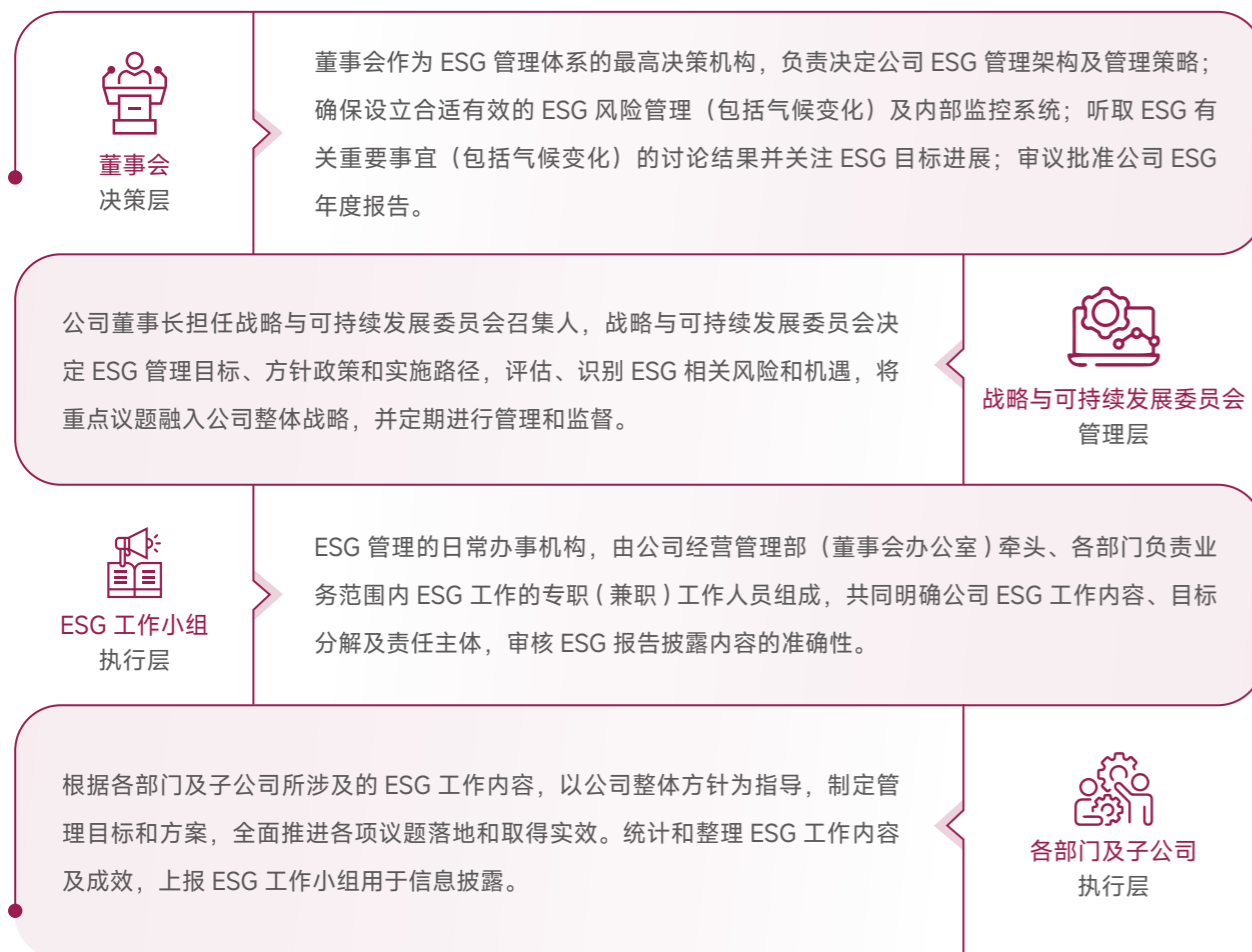 董事会
决策层
董事会作为 ESG 管理体系的最高决策机构，负责决定公司 ESG 管理架构及管理策略；
确保设立合适有效的 ESG 风险管理（包括气候变化）及内部监控系统；听取 ESG 有
关重要事宜（包括气候变化）的讨论结果并关注 ESG 目标进展；审议批准公司 ESG
年度报告。
公司董事长担任战略与可持续发展委员会召集人，战略与可持续发展委员会决
定 ESG 管理目标、方针政策和实施路径，评估、识别 ESG 相关风险和机遇，将
重点议题融入公司整体战略，并定期进行管理和监督。
战略与可持续发展委员会
管理层
ESG 工作小组
执行层
ESG 管理的日常办事机构，由公司经营管理部（董事会办公室 ) 牵头、各部门负责业
务范围内 ESG 工作的专职 ( 兼职 ) 工作人员组成，共同明确公司 ESG 工作内容、目标
分解及责任主体，审核 ESG 报告披露内容的准确性。
根据各部门及子公司所涉及的 ESG 工作内容，以公司整体方针为指导，制定管
理目标和方案，全面推进各项议题落地和取得实效。统计和整理 ESG 工作内容
及成效，上报 ESG 工作小组用于信息披露。
各部门及子公司
执行层